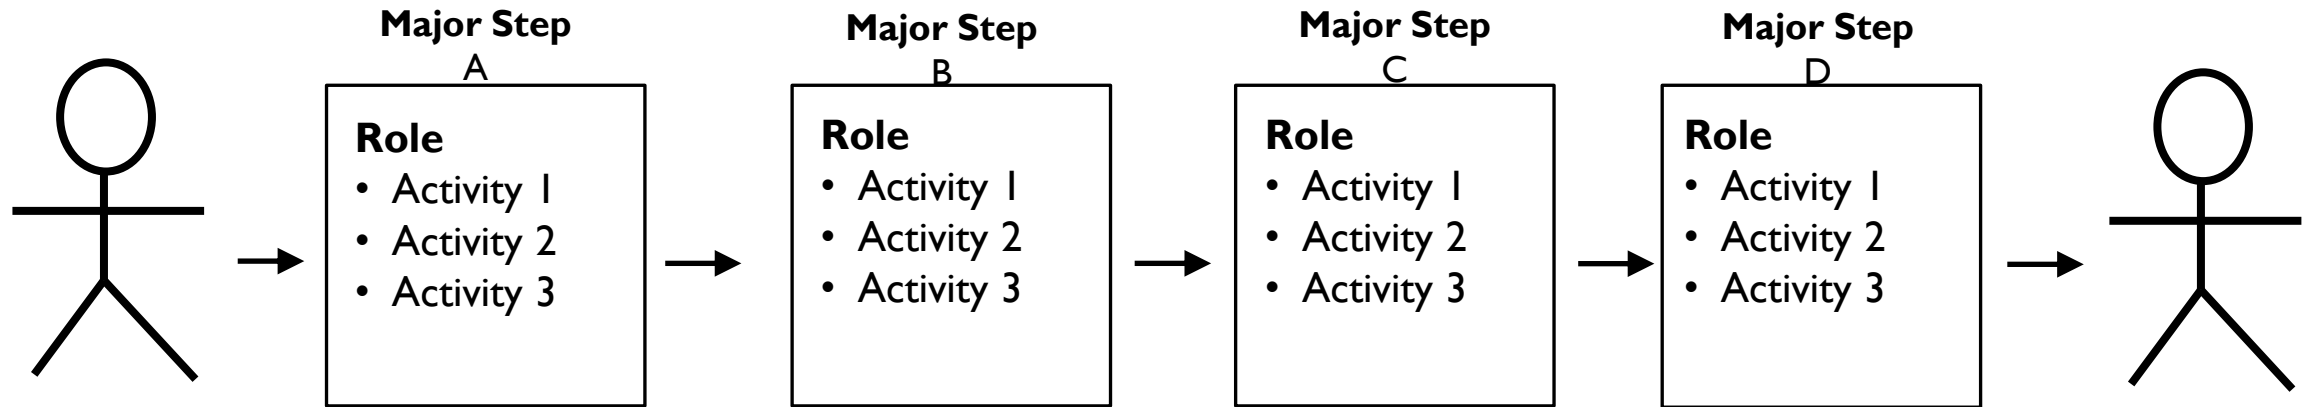 Major Step
A
Role
• Activity 1
• Activity 2
• Activity 3
Major Step
B
Role
• Activity 1
• Activity 2
• Activity 3
Major Step
C
Role
• Activity 1
• Activity 2
• Activity 3
Major Step
D
Role
• Activity 1
• Activity 2
• Activity 3